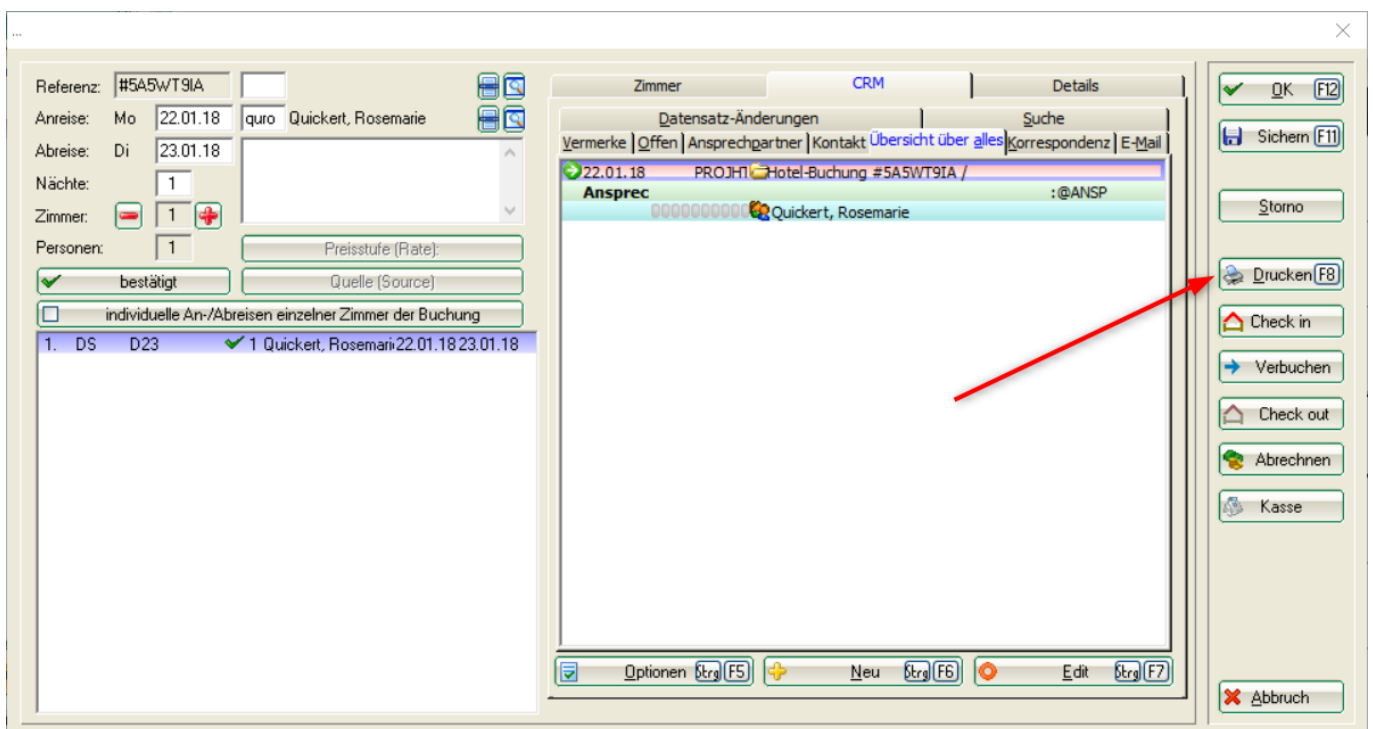 ...
Referenz: #5A5WT9IA
Anreise: Mo 22.01.18 quro Quickert, Rosemarie
Abreise: Di 23.01.18
Nächte: 1
Zimmer: 1
Personen: 1 Preisstufe (Rate):
bestätigt Quelle (Source)
individuelle An-/Abreisen einzelner Zimmer der Buchung
1. DS D23 1 Quickert, Rosemari 22.01.18 23.01.18
Zimmer CRM Details
Datensatz-Änderungen Suche
Vermerke Offen Ansprechpartner Kontakt Übersicht über alles Korrespondenz E-Mail
22.01.18 PROJHT Hotel-Buchung #5A5WT9IA /
Ansprec :@ANSP
0000000000 Quickert, Rosemarie
Optionen Strg F5 Neu Strg F6 Edit Strg F7
OK F12
Sichern F11
Storno
Drucken F8
Check in
Verbuchen
Check out
Abrechnen
Kasse
Abbruch